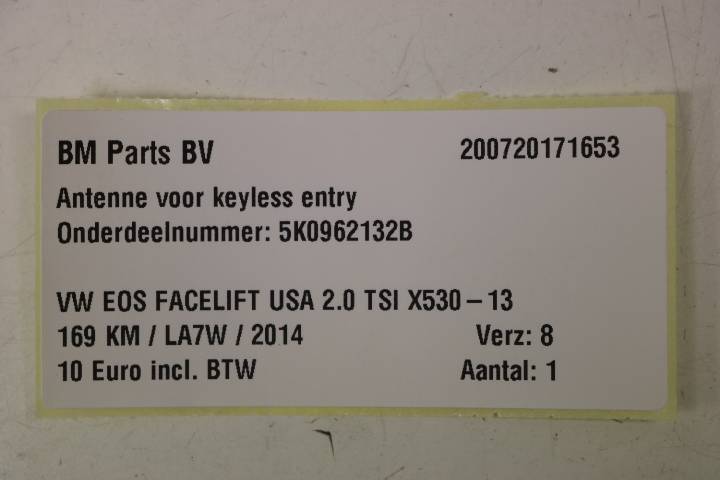 BM Parts BV 200720171653
Antenne voor keyless entry
Onderdeelnummer: 5K0962132B
VW EOS FACELIFT USA 2.0 TSI X530 – 13
169 KM / LA7W / 2014 Verz: 8
10 Euro incl. BTW Aantal: 1